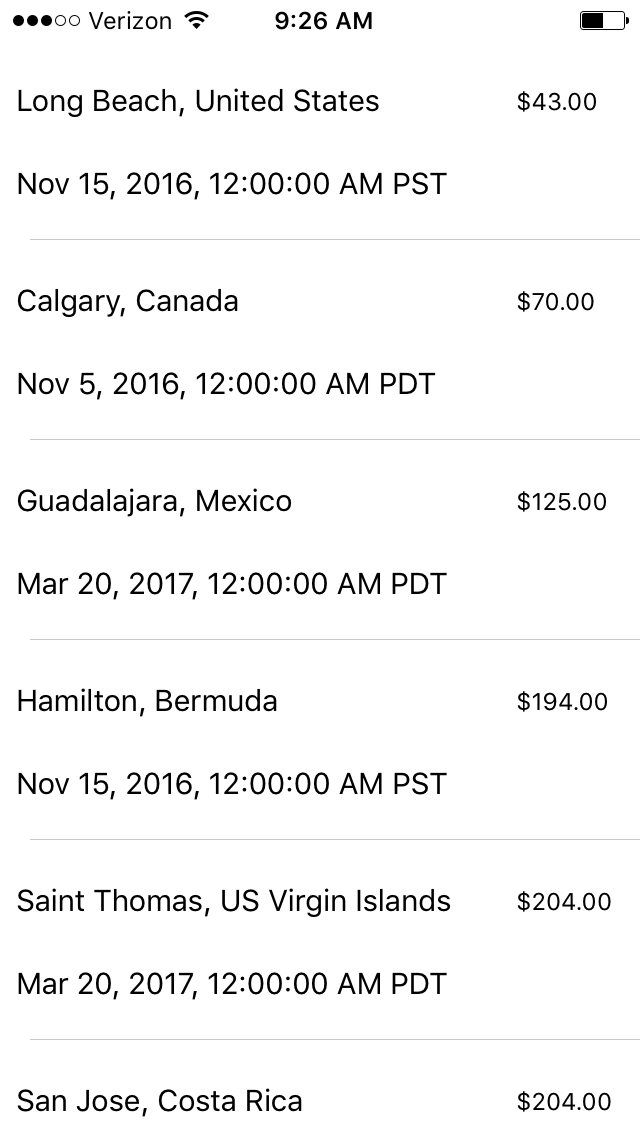 Verizon 9:26 AM
Long Beach, United States $43.00
Nov 15, 2016, 12:00:00 AM PST
Calgary, Canada $70.00
Nov 5, 2016, 12:00:00 AM PDT
Guadalajara, Mexico $125.00
Mar 20, 2017, 12:00:00 AM PDT
Hamilton, Bermuda $194.00
Nov 15, 2016, 12:00:00 AM PST
Saint Thomas, US Virgin Islands $204.00
Mar 20, 2017, 12:00:00 AM PDT
San Jose, Costa Rica $204.00